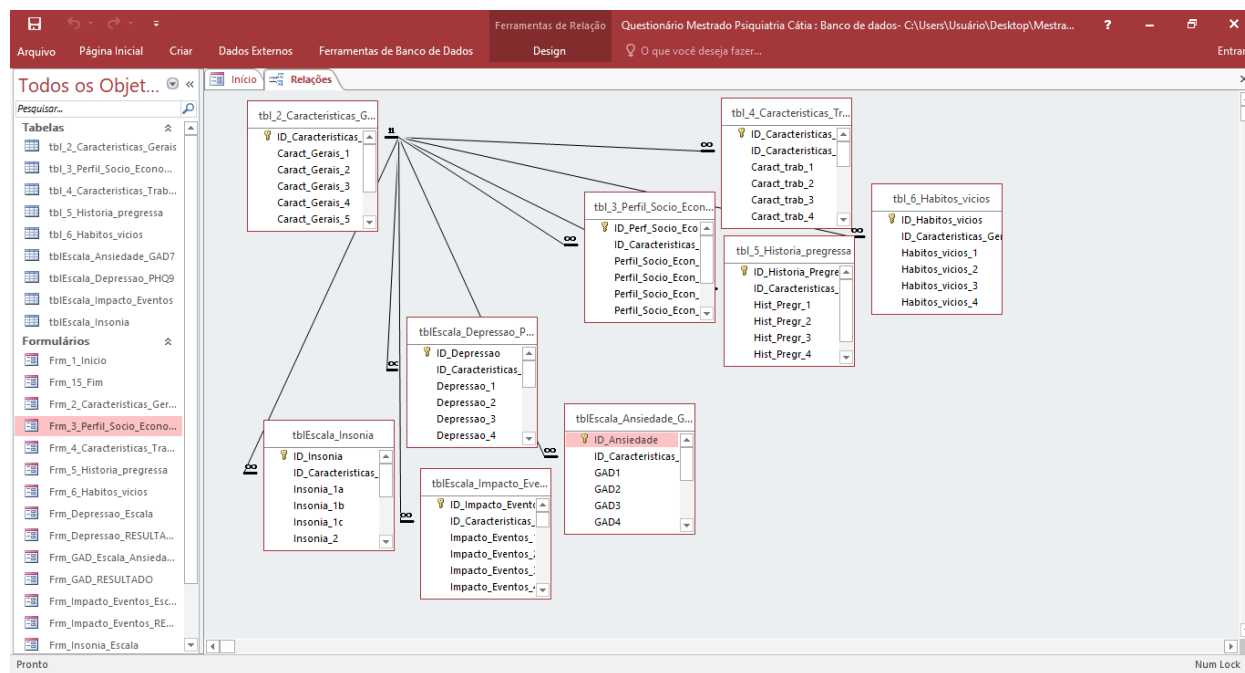 Ferramentas de Relação
Questionário Mestrado Psiquiatria Cátia : Banco de dados- C:\Users\Usuário\Desktop\Mestra...
?
Arquivo
Página Inicial
Criar
Dados Externos
Ferramentas de Banco de Dados
Design
O que você deseja fazer...
Entrar
Todos os Objet...
«
Início
Relações
Pesquisar...
Tabelas
tbl_2_Caracteristicas_Gerais
tbl_3_Perfil_Socio_Econo...
tbl_4_Caracteristicas_Trab...
tbl_5_Historia_pregressa
tbl_6_Habitos_vicios
tblEscala_Ansiedade_GAD7
tblEscala_Depressao_PHQ9
tblEscala_Impacto_Eventos
tblEscala_Insonia
Formulários
Frm_1_Inicio
Frm_15_Fim
Frm_2_Caracteristicas_Ger...
Frm_3_Perfil_Socio_Econo...
Frm_4_Caracteristicas_Tra...
Frm_5_Historia_pregressa
Frm_6_Habitos_vicios
Frm_Depressao_Escala
Frm_Depressao_RESULTA...
Frm_GAD_Escala_Ansieda...
Frm_GAD_RESULTADO
Frm_Impacto_Eventos_Esc...
Frm_Impacto_Eventos_RE...
Frm_Insonia_Escala
tbl_2_Caracteristicas_G...
ID_Caracteristicas_
Caract_Gerais_1
Caract_Gerais_2
Caract_Gerais_3
Caract_Gerais_4
Caract_Gerais_5
tbl_4_Caracteristicas_Tr...
ID_Caracteristicas_
ID_Caracteristicas_
Caract_trab_1
Caract_trab_2
Caract_trab_3
Caract_trab_4
tbl_3_Perfil_Socio_Econ...
ID_Perf_Socio_Eco
ID_Caracteristicas_
Perfil_Socio_Econ_
Perfil_Socio_Econ_
Perfil_Socio_Econ_
Perfil_Socio_Econ_
tbl_6_Habitos_vicios
ID_Habitos_vicios
ID_Caracteristicas_Ger
Habitos_vicios_1
Habitos_vicios_2
Habitos_vicios_3
Habitos_vicios_4
tbl_5_Historia_pregressa
ID_Historia_Pregre
ID_Caracteristicas_
Hist_Pregr_1
Hist_Pregr_2
Hist_Pregr_3
Hist_Pregr_4
tblEscala_Depressao_P...
ID_Depressao
ID_Caracteristicas_
Depressao_1
Depressao_2
Depressao_3
Depressao_4
tblEscala_Ansiedade_G...
ID_Ansiedade
ID_Caracteristicas_
GAD1
GAD2
GAD3
GAD4
tblEscala_Insonia
ID_Insonia
ID_Caracteristicas_
Insonia_1a
Insonia_1b
Insonia_1c
Insonia_2
tblEscala_Impacto_Eve...
ID_Impacto_Evento
ID_Caracteristicas_
Impacto_Eventos_
Impacto_Eventos_
Impacto_Eventos_
Impacto_Eventos_
Pronto
Num Lock